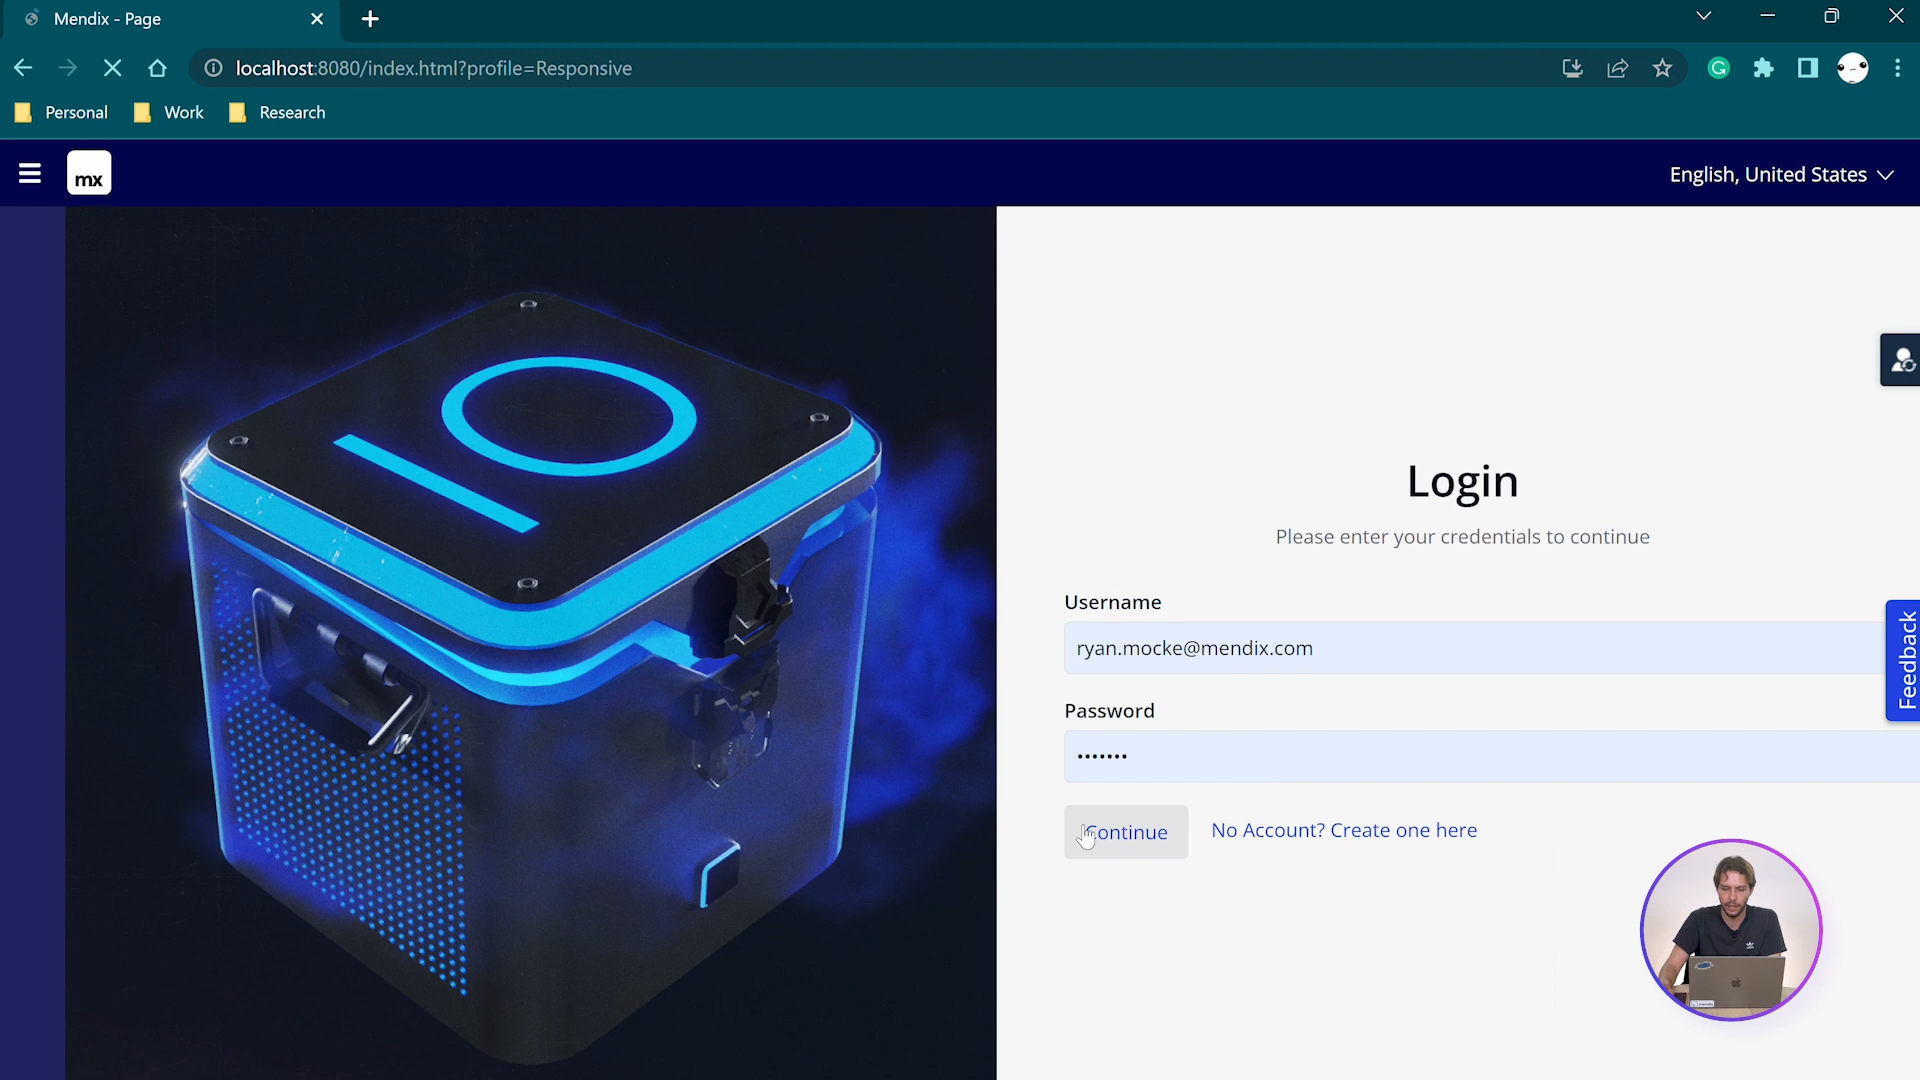 Mendix - Page
localhost:8080/index.html?profile=Responsive
Personal
Work
Research
mx
English, United States
IO
Login
Please enter your credentials to continue
Username
ryan.mocke@mendix.com
Feedback
Password
•••••••
Continue
No Account? Create one here